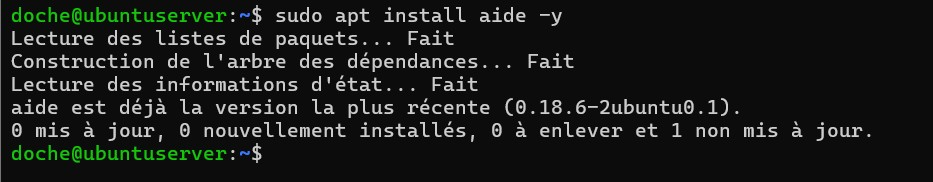 doche@ubuntuserver:~$ sudo apt install aide -y
Lecture des listes de paquets... Fait
Construction de l'arbre des dépendances... Fait
Lecture des informations d'état... Fait
aide est déjà la version la plus récente (0.18.6-2ubuntu0.1).
0 mis à jour, 0 nouvellement installés, 0 à enlever et 1 non mis à jour.
doche@ubuntuserver:~$